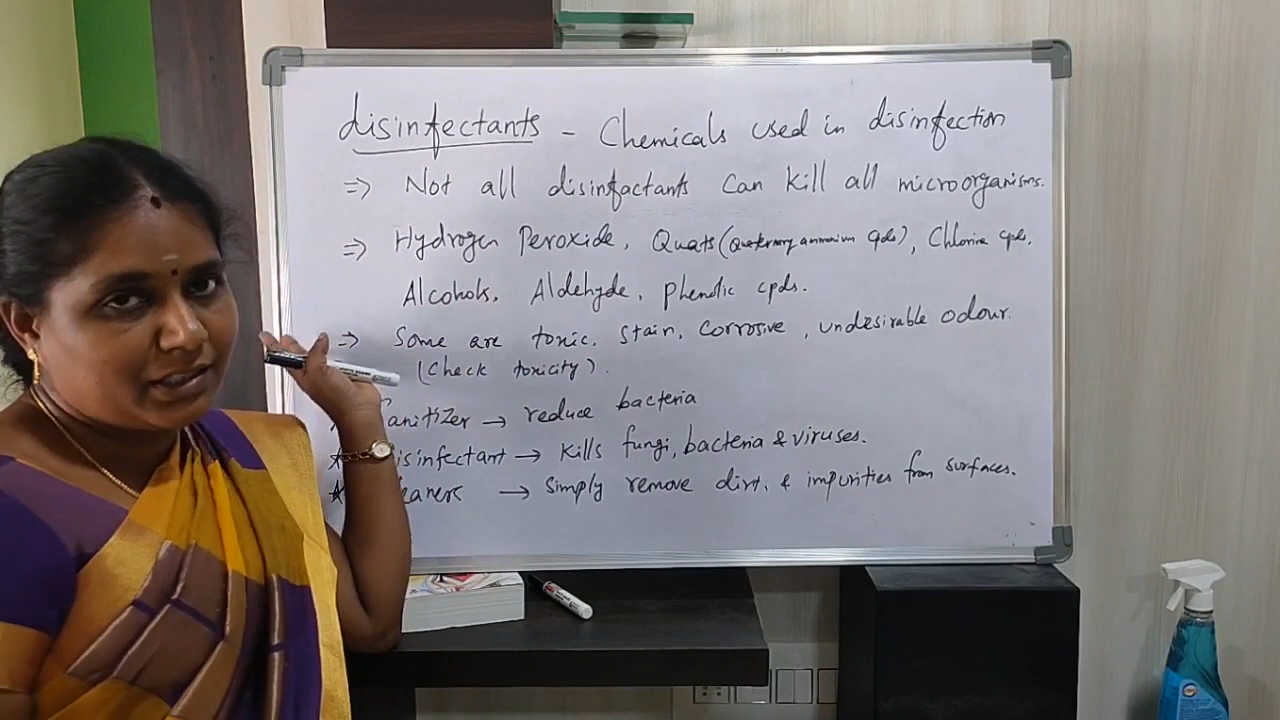 disinfectants - Chemicals used in disinfection
⇒ Not all disinfactants Can Kill all microorganisms.
⇒ Hydrogen Peroxide, Quats (Quaternary ammonium Cpds), Chlorine cpds,
Alcohols, Aldehyde, phenolic cpds.
⇒ Some are toxic. Stain, Corrosive, undesirable odour.
(Check toxicity).
anitizer → reduce bacteria
* isinfectant → Kills fungi, bacteria & viruses.
* eaners → Simply remove dirt, & impurities from surfaces.